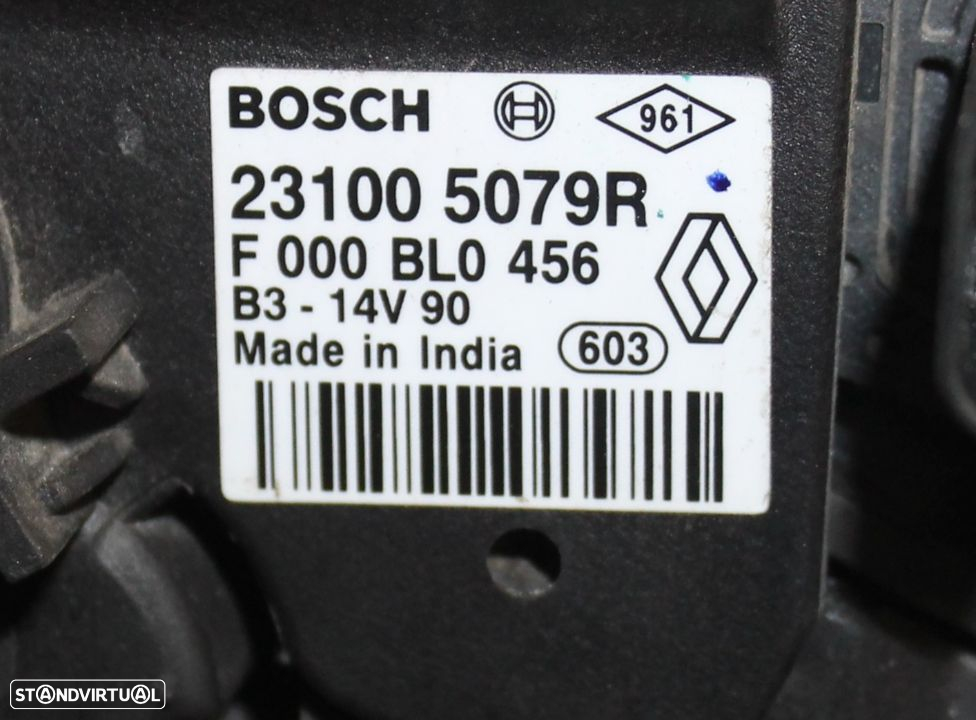 BOSCH 961
23100 5079R
F 000 BL0 456
B3 - 14V 90
Made in India 603
STANDVIRTUAL